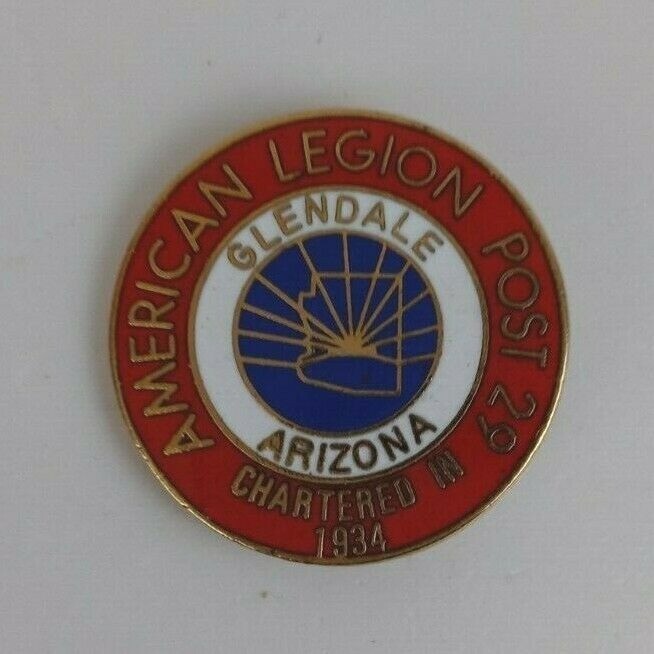 AMERICAN LEGION POST 29
GLENDALE
ARIZONA
CHARTERED IN
1934